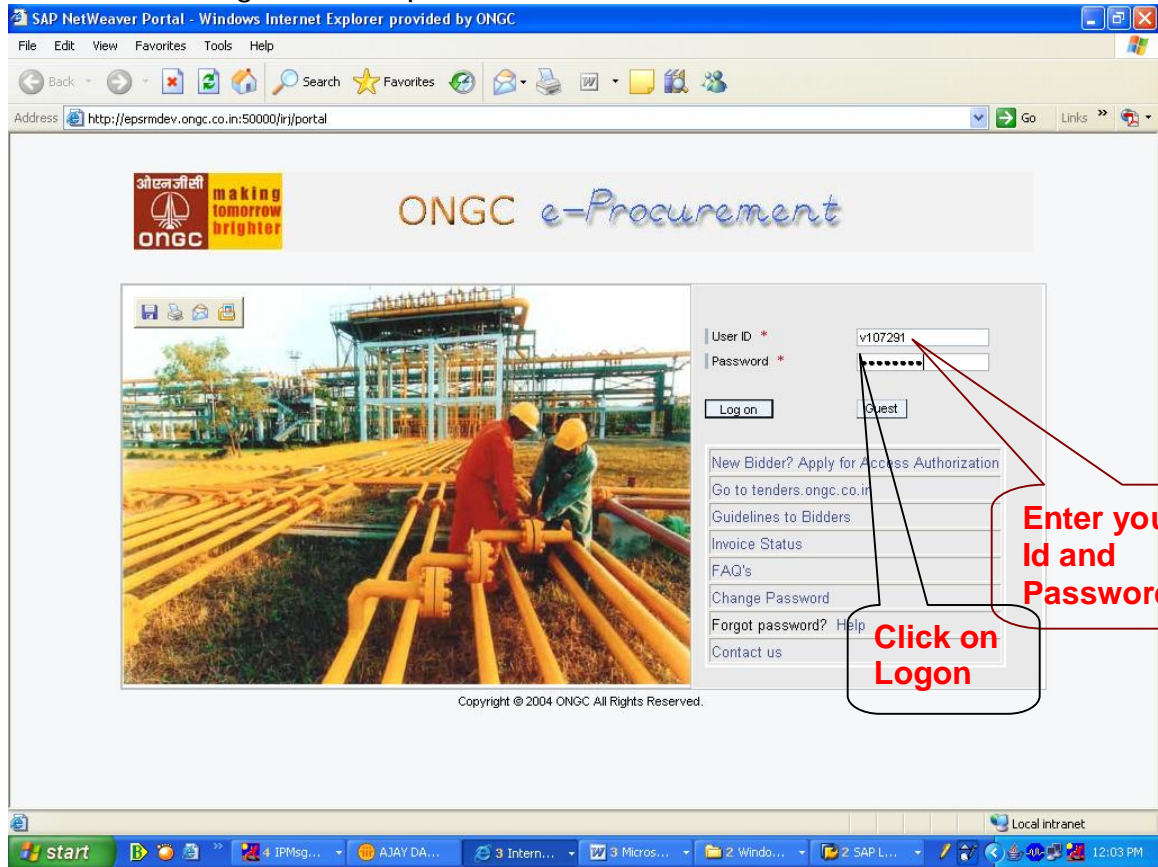 SAP NetWeaver Portal - Windows Internet Explorer provided by ONGC
File Edit View Favorites Tools Help
Back Search Favorites
Address http://epsrmdev.ongc.co.in:50000/irj/portal Go Links »
ओएनजीसी
ongc
making
tomorrow
brighter
ONGC e-Procurement
User ID * v107291
Password * ••••••••
Log on Guest
New Bidder? Apply for Access Authorization
Go to tenders.ongc.co.in
Guidelines to Bidders
Invoice Status
FAQ's
Change Password
Forgot password? Help
Contact us
Enter you
Id and
Password
Click on
Logon
Copyright © 2004 ONGC All Rights Reserved.
Local intranet
start » 4 IPMsg... AJAY DA... 3 Intern... 3 Micros... 2 Windo... 2 SAP L... 12:03 PM